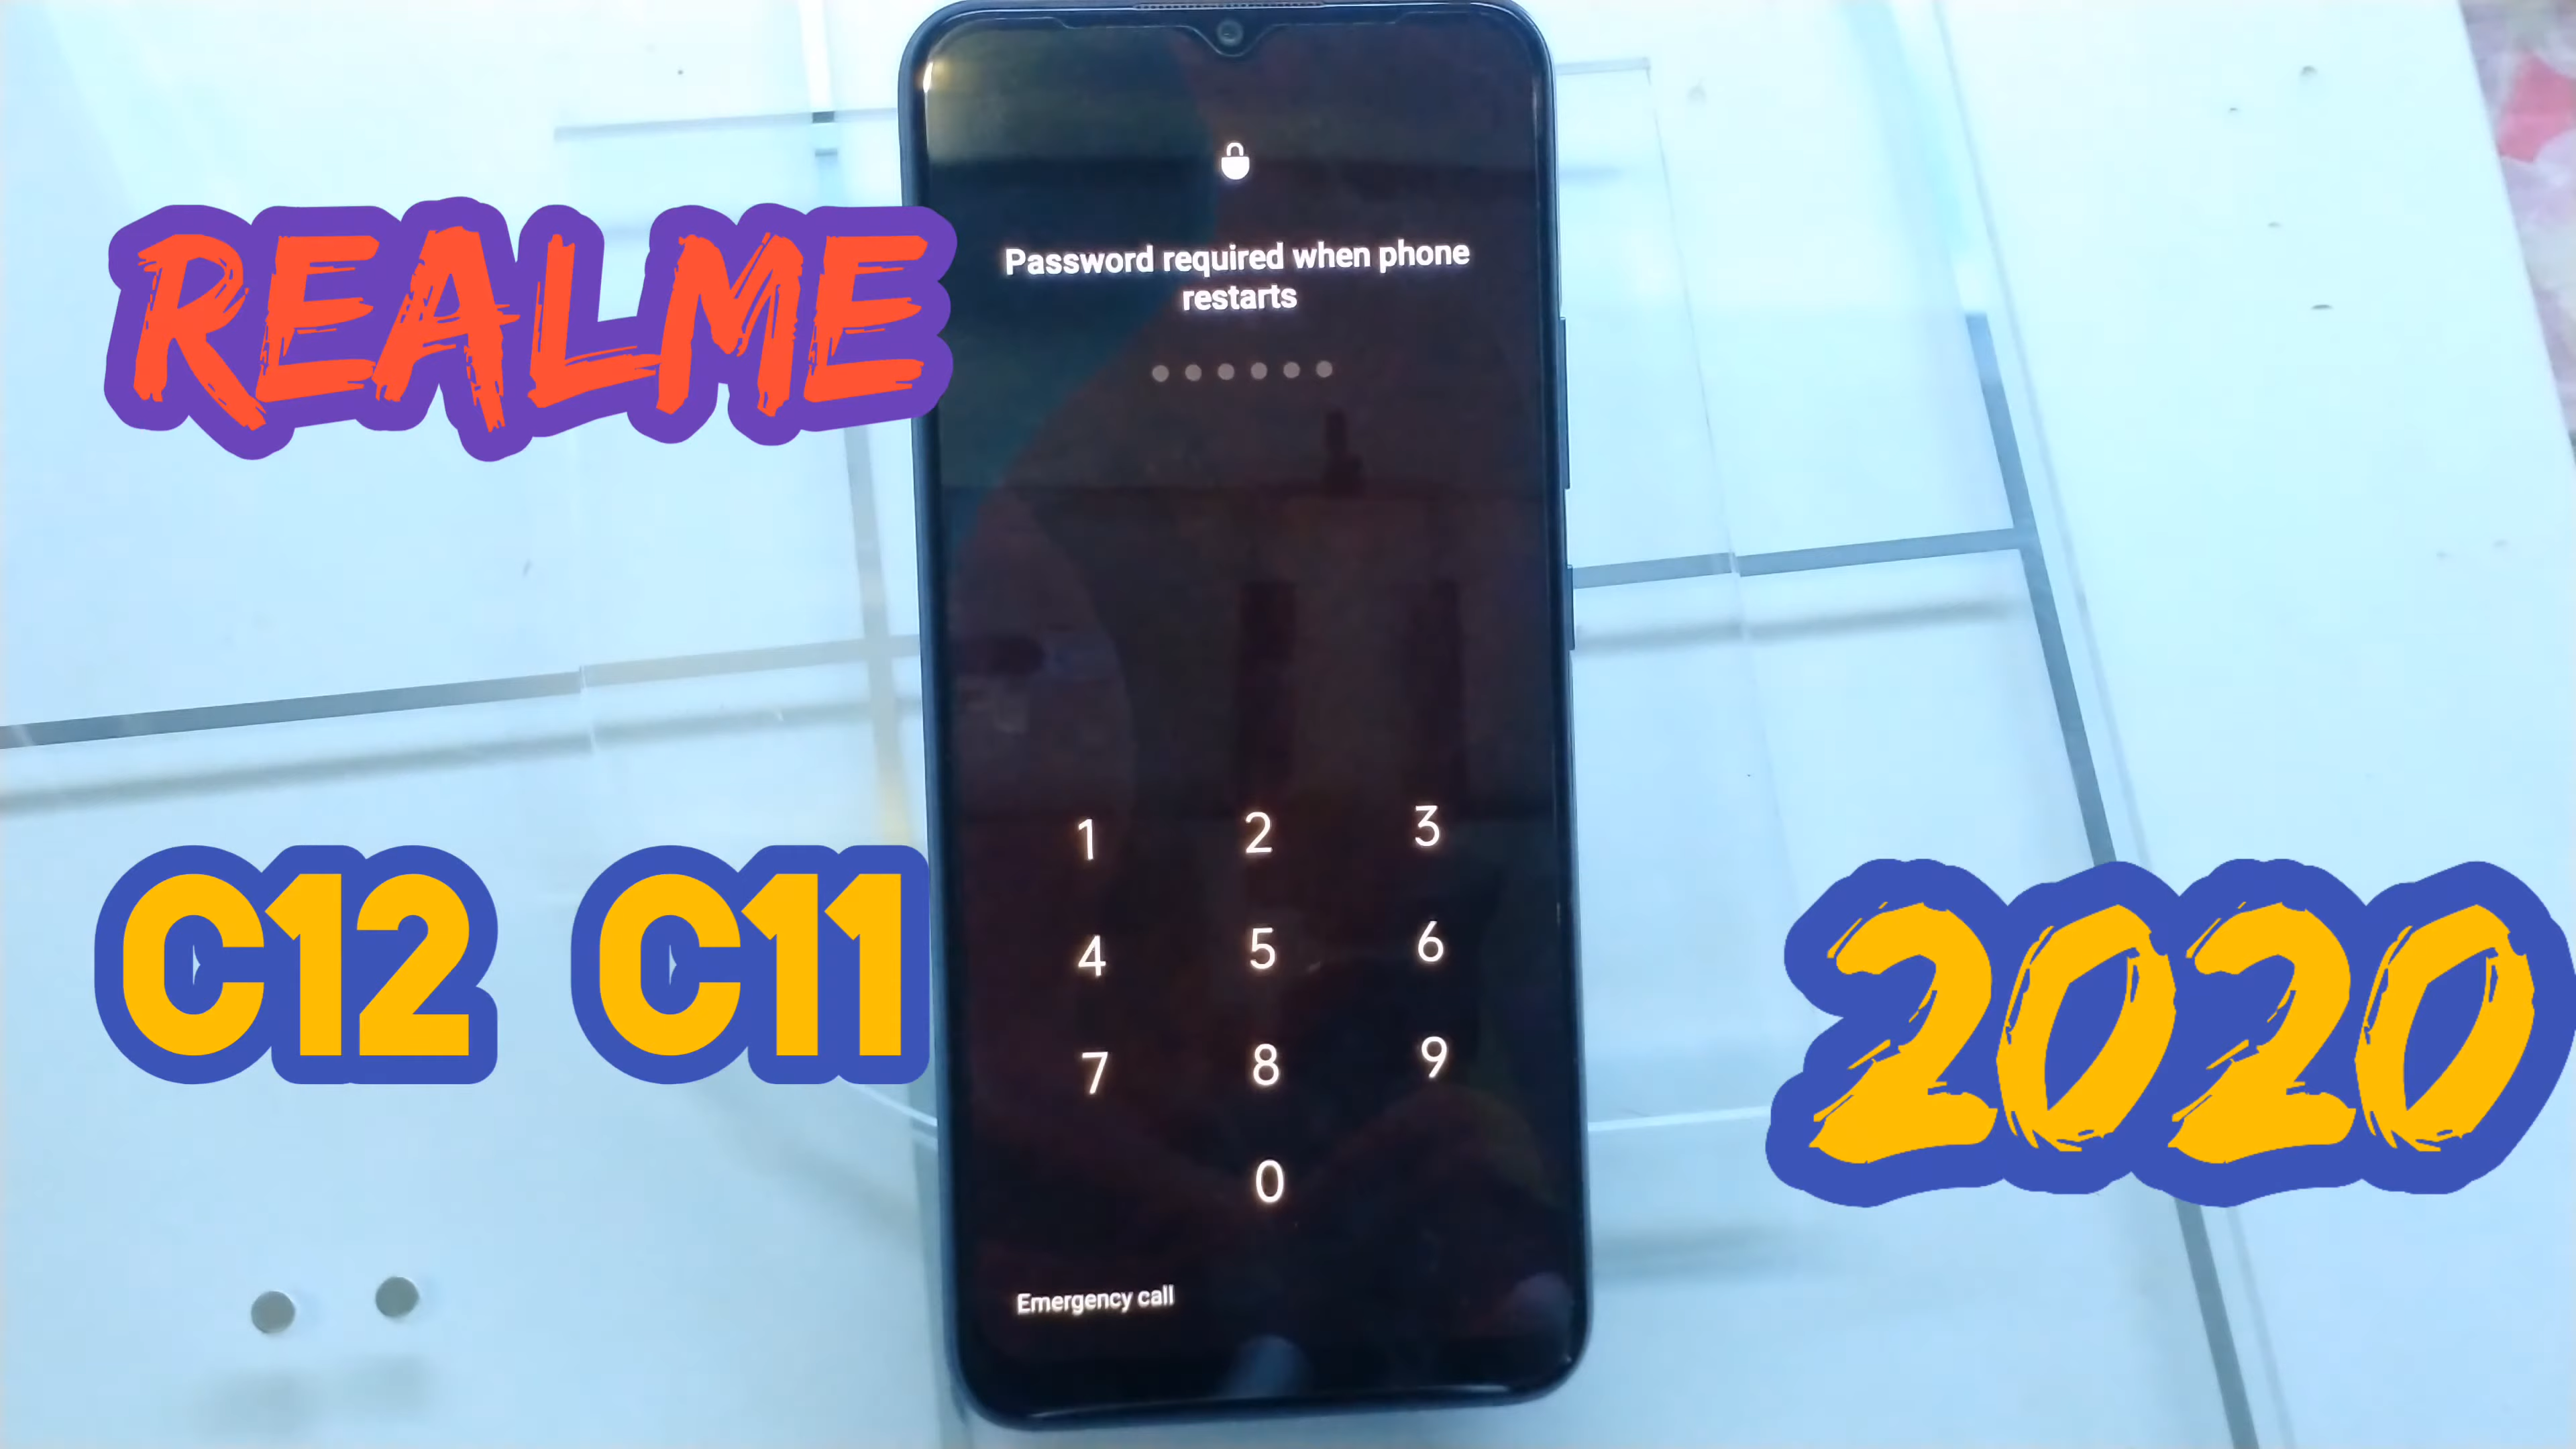 REALME
Password required when phone
restarts
1 2 3
4 5 6
7 8 9
0
C12 C11
2020
Emergency call